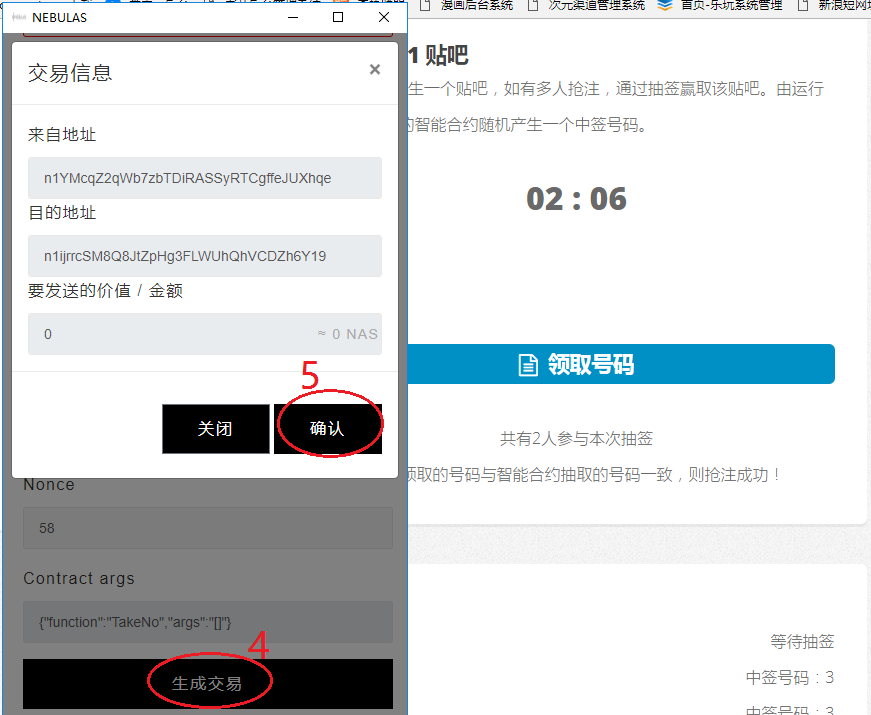 漫画后台系统
次元渠道管理系统
首页-乐玩系统管理
新浪短网
NEBULAS
交易信息
×
来自地址
n1YMcqZ2qWb7zbTDiRASSyRTCgffeJUXhqe
目的地址
n1ijrrcSM8Q8JtZpHg3FLWUhQhVCDZh6Y19
要发送的价值 / 金额
0
≈ 0 NAS
5
关闭
确认
Nonce
58
Contract args
{"function":"TakeNo","args":"[]"}
4
生成交易
1 贴吧
生一个贴吧，如有多人抢注，通过抽签赢取该贴吧。由运行
的智能合约随机产生一个中签号码。
02 : 06
领取号码
共有2人参与本次抽签
领取的号码与智能合约抽取的号码一致，则抢注成功！
等待抽签
中签号码：3
中签号码：3